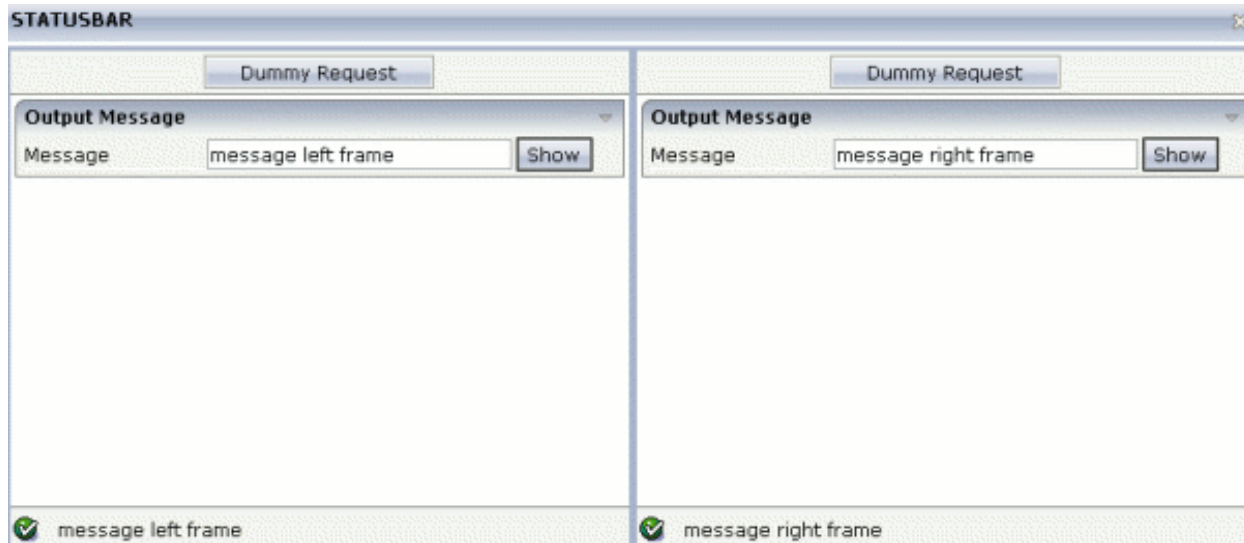 STATUSBAR
Dummy Request
Output Message
Message message left frame Show
message left frame
Dummy Request
Output Message
Message message right frame Show
message right frame